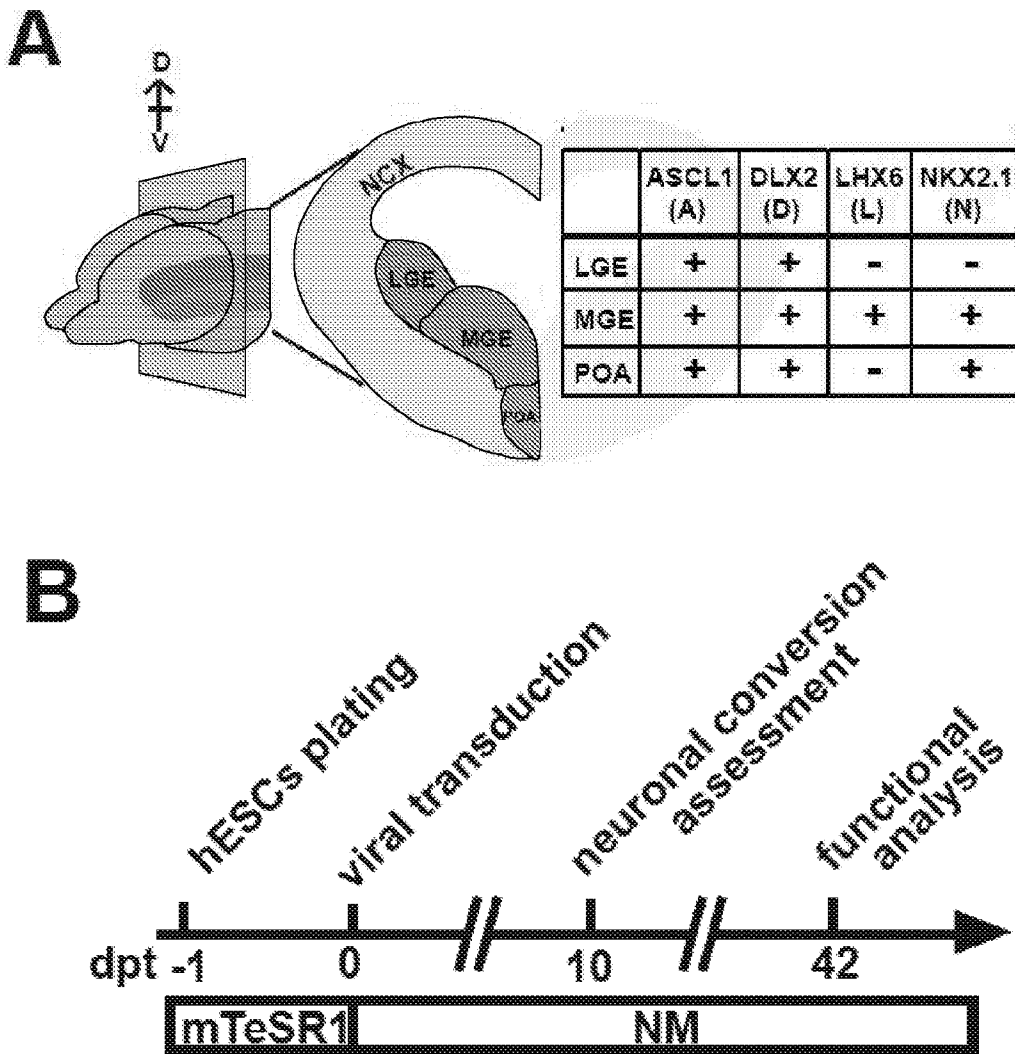 A
D
V
NCX
LGE
MGE
POA
ASCL1 DLX2 LHX6 NKX2.1
(A) (D) (L) (N)
LGE + + - -
MGE + + + +
POA + + - +
B
hESCs plating
viral transduction
neuronal conversion
assessment
functional
analysis
dpt -1 0 10 42
mTeSR1 NM